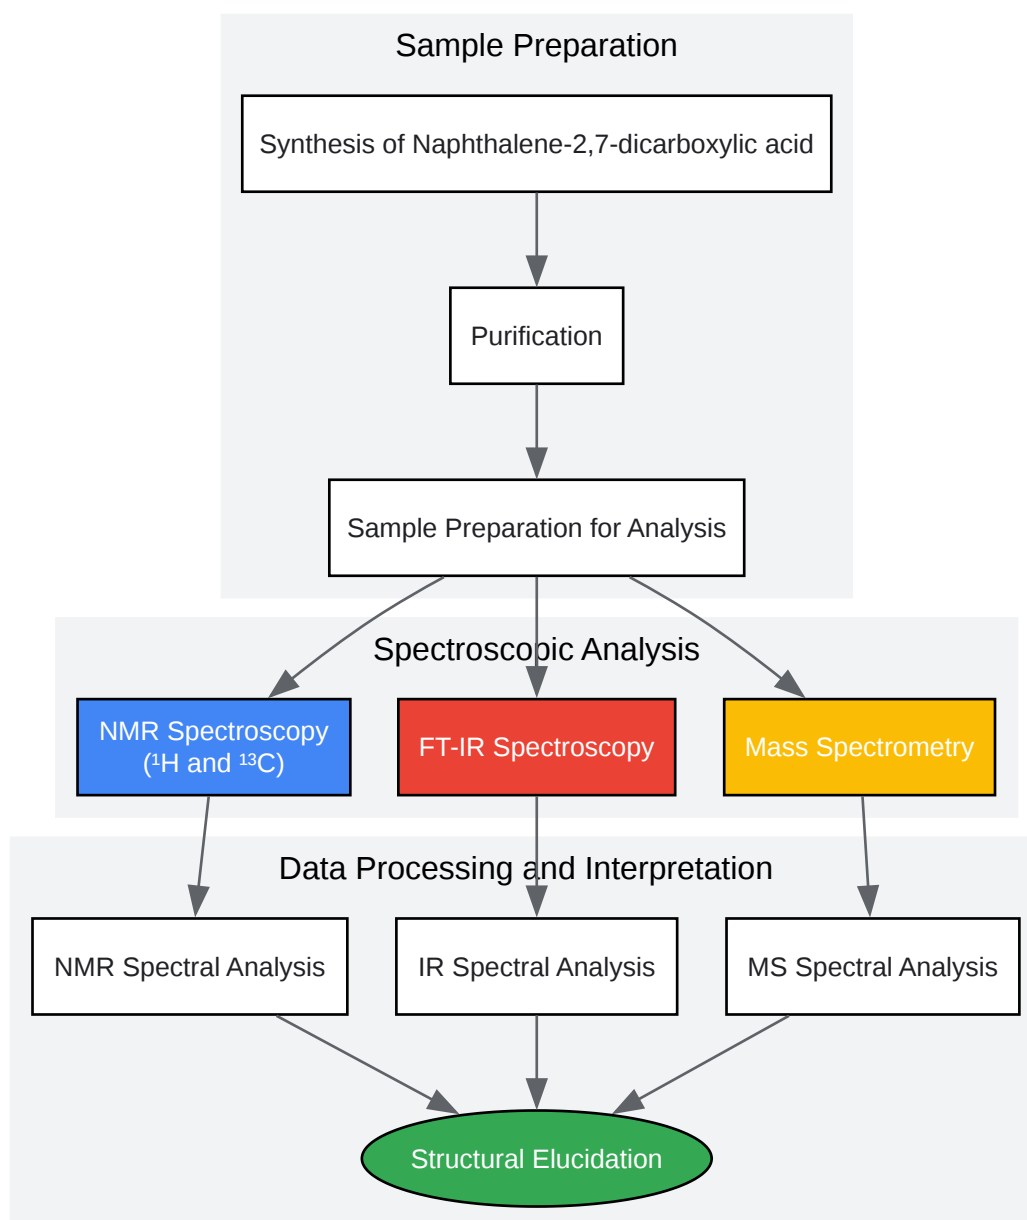 Sample Preparation
Synthesis of Naphthalene-2,7-dicarboxylic acid
Purification
Sample Preparation for Analysis
Spectroscopic Analysis
NMR Spectroscopy
(¹H and ¹³C)
FT-IR Spectroscopy
Mass Spectrometry
Data Processing and Interpretation
NMR Spectral Analysis
IR Spectral Analysis
MS Spectral Analysis
Structural Elucidation